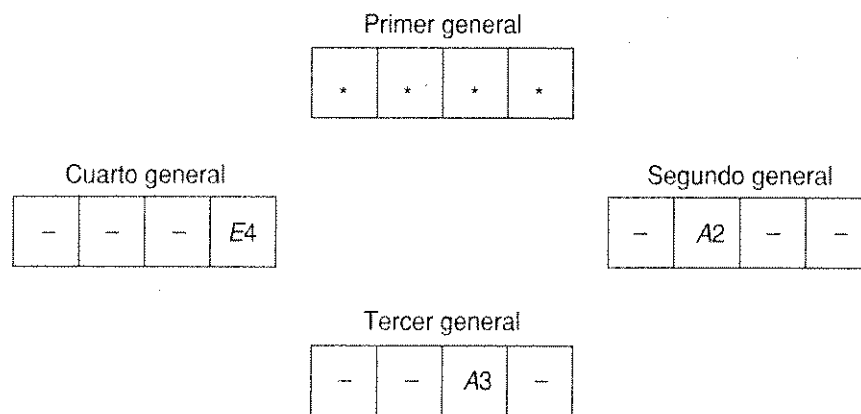 Primer general
* * * *
Cuarto general
– – – E4
Segundo general
– A2 – –
Tercer general
– – A3 –